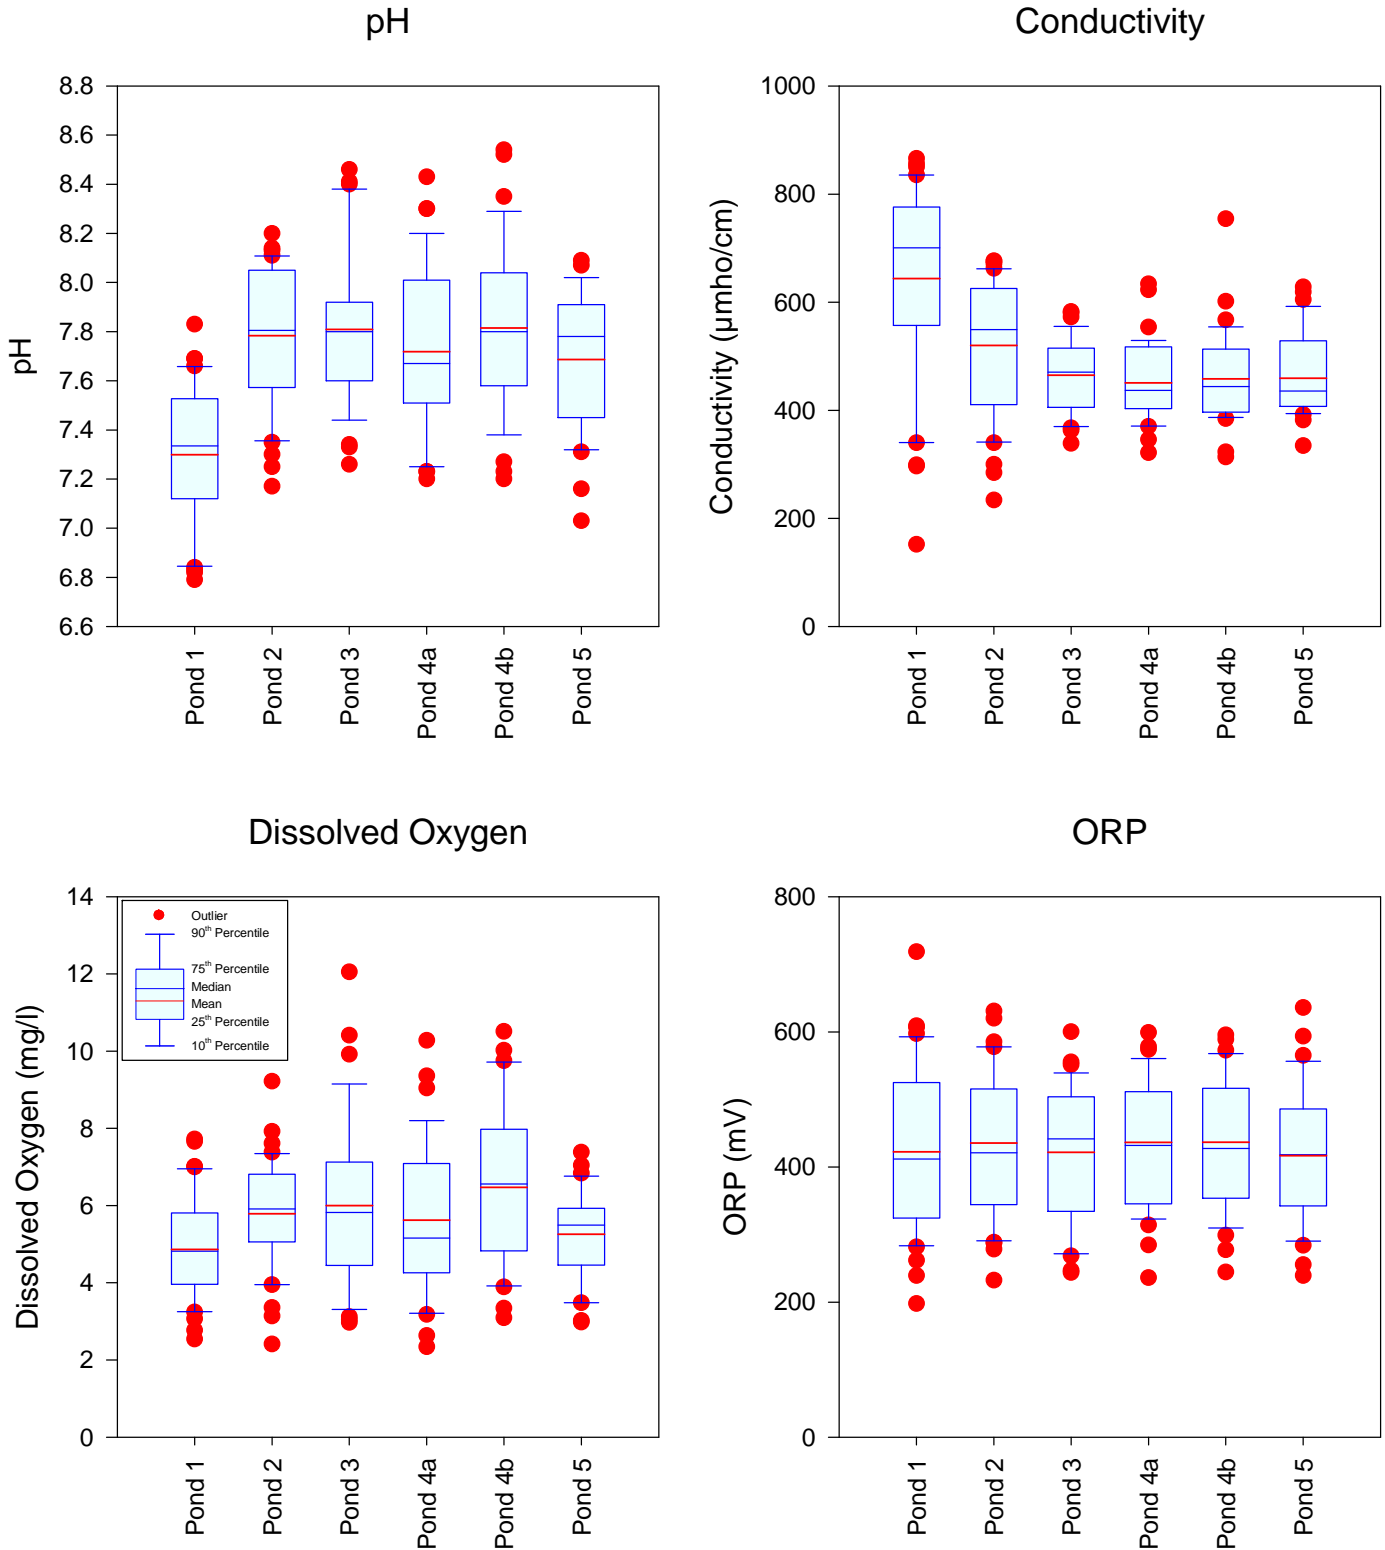 pH
Conductivity
8.8
8.6
8.4
8.2
8.0
7.8
7.6
7.4
7.2
7.0
6.8
6.6
pH
Pond 1
Pond 2
Pond 3
Pond 4a
Pond 4b
Pond 5
1000
800
600
400
200
0
Conductivity (µmho/cm)
Pond 1
Pond 2
Pond 3
Pond 4a
Pond 4b
Pond 5
Dissolved Oxygen
ORP
14
12
10
8
6
4
2
0
Dissolved Oxygen (mg/l)
Outlier
90th Percentile
75th Percentile
Median
Mean
25th Percentile
10th Percentile
Pond 1
Pond 2
Pond 3
Pond 4a
Pond 4b
Pond 5
800
600
400
200
0
ORP (mV)
Pond 1
Pond 2
Pond 3
Pond 4a
Pond 4b
Pond 5